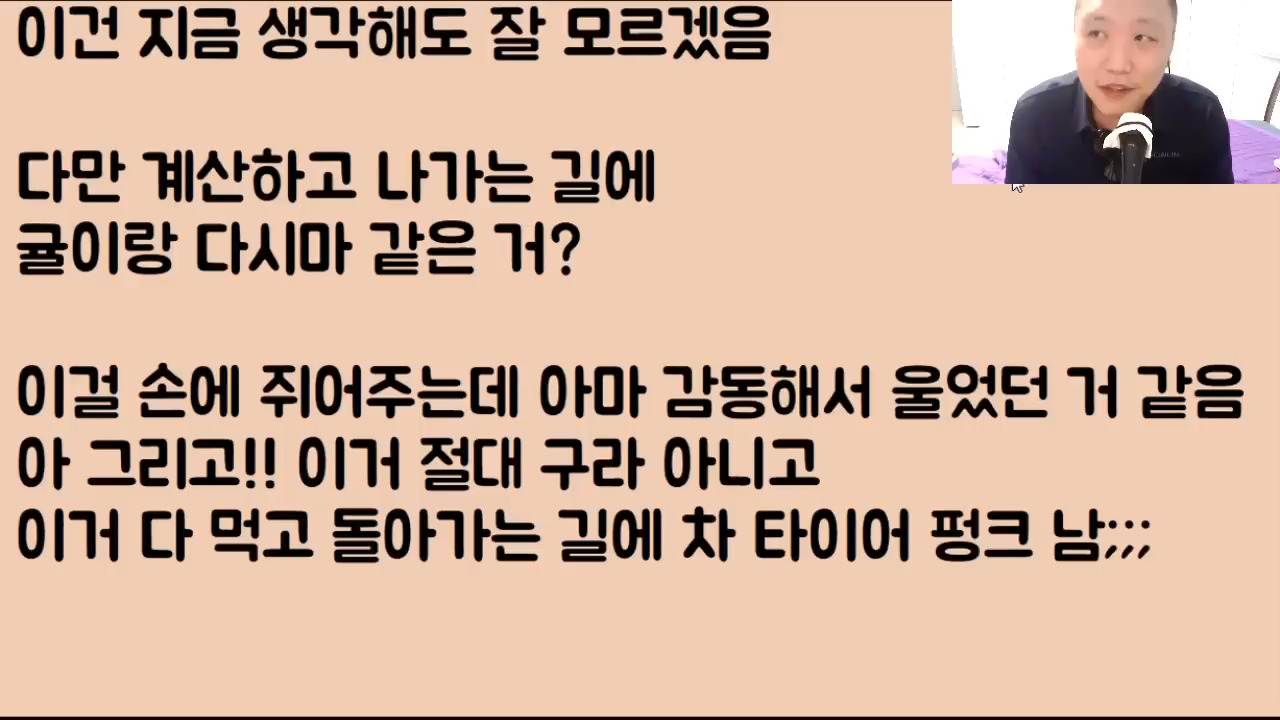 이건 지금 생각해도 잘 모르겠음
다만 계산하고 나가는 길에
귤이랑 다시마 같은 거?
이걸 손에 쥐어주는데 아마 감동해서 울었던 거 같음
아 그리고!! 이거 절대 구라 아니고
이거 다 먹고 돌아가는 길에 차 타이어 펑크 남;;;